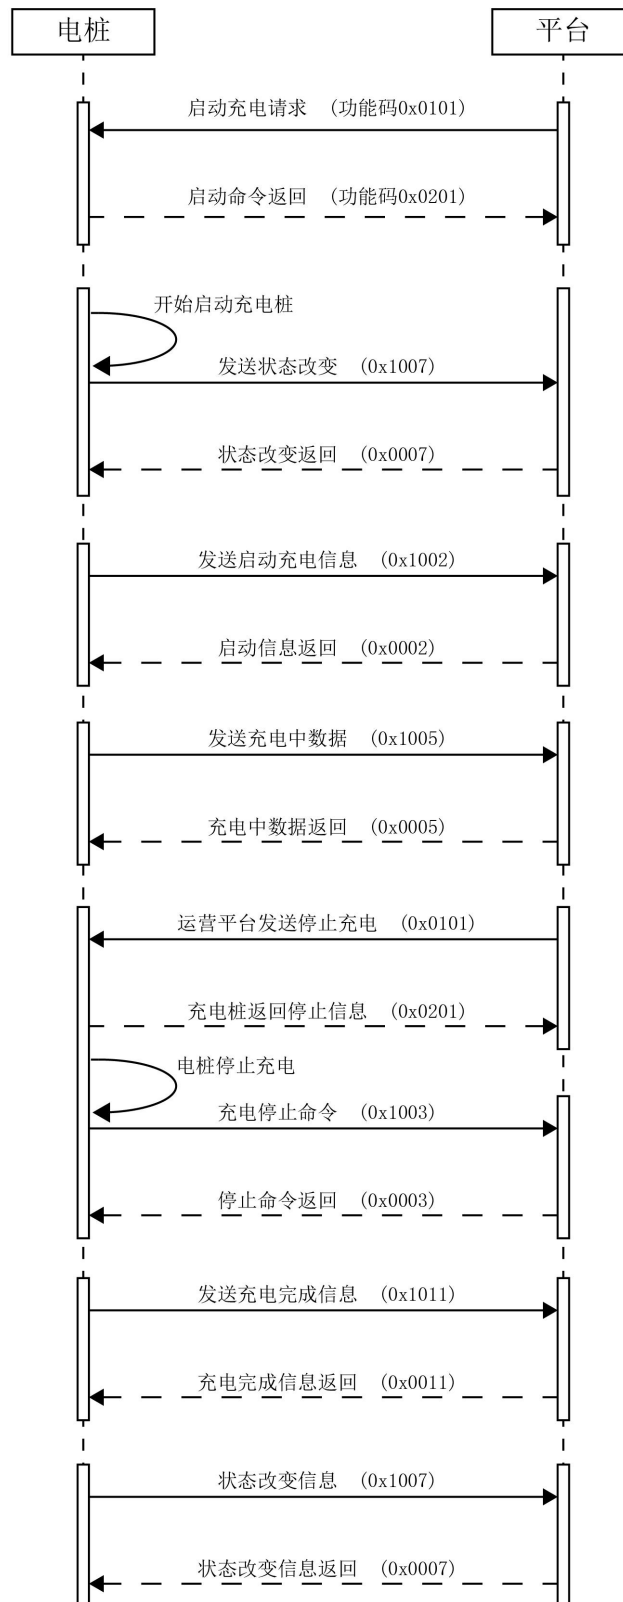 电桩
平台
启动充电请求 (功能码0x0101)
启动命令返回 (功能码0x0201)
开始启动充电桩
发送状态改变 (0x1007)
状态改变返回 (0x0007)
发送启动充电信息 (0x1002)
启动信息返回 (0x0002)
发送充电中数据 (0x1005)
充电中数据返回 (0x0005)
运营平台发送停止充电 (0x0101)
充电桩返回停止信息 (0x0201)
电桩停止充电
充电停止命令 (0x1003)
停止命令返回 (0x0003)
发送充电完成信息 (0x1011)
充电完成信息返回 (0x0011)
状态改变信息 (0x1007)
状态改变信息返回 (0x0007)